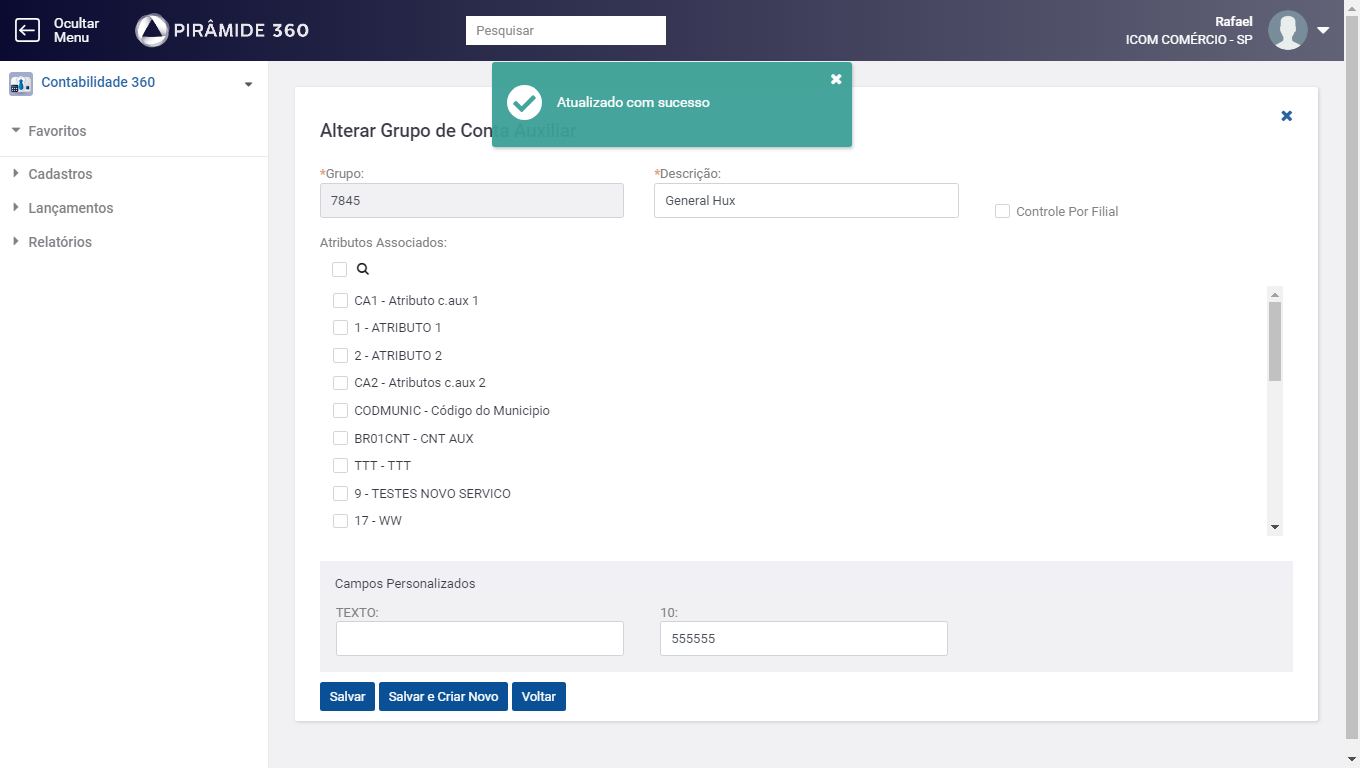 Ocultar
Menu
PIRÂMIDE 360
Pesquisar
Rafael
ICOM COMÉRCIO - SP
Contabilidade 360
Favoritos
Cadastros
Lançamentos
Relatórios
Atualizado com sucesso
Alterar Grupo de Conta Auxiliar
*Grupo:
7845
*Descrição:
General Hux
Controle Por Filial
Atributos Associados:
CA1 - Atributo c.aux 1
1 - ATRIBUTO 1
2 - ATRIBUTO 2
CA2 - Atributos c.aux 2
CODMUNIC - Código do Municipio
BR01CNT - CNT AUX
TTT - TTT
9 - TESTES NOVO SERVICO
17 - WW
Campos Personalizados
TEXTO:
10:
555555
Salvar
Salvar e Criar Novo
Voltar